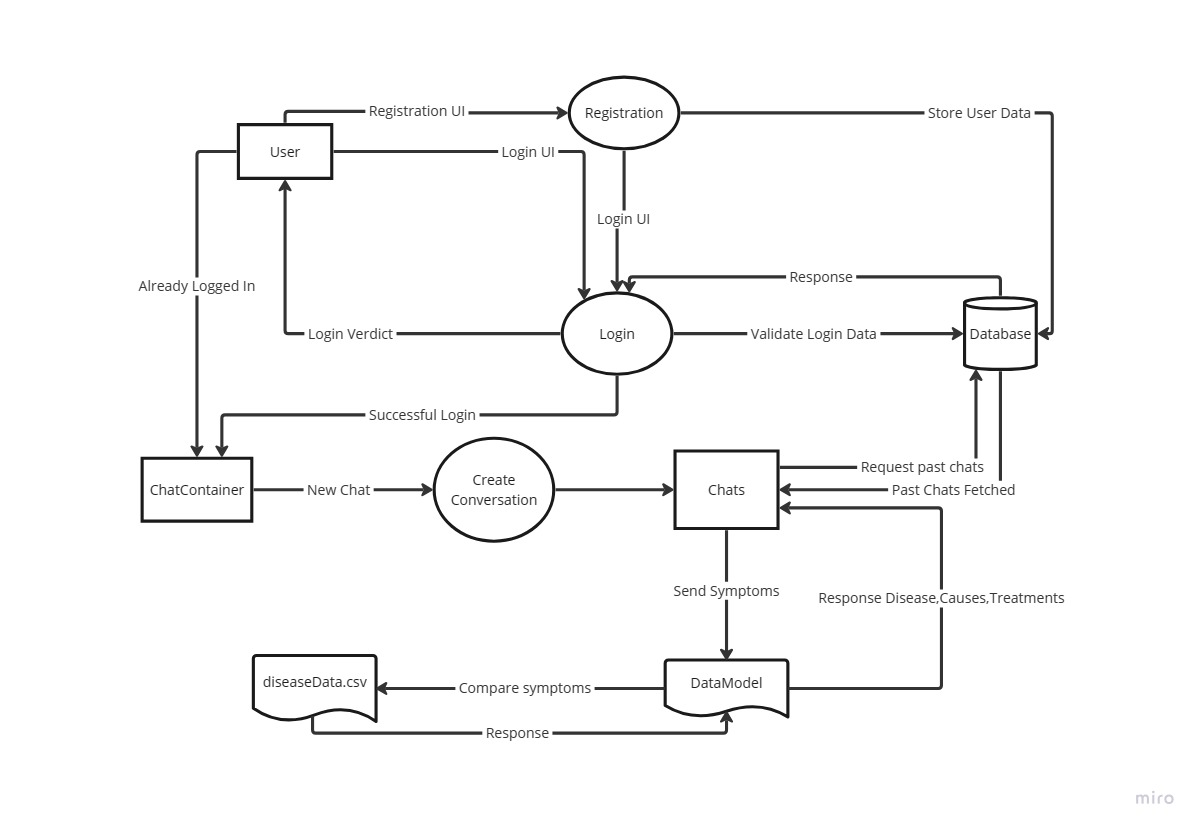 Registration UI
Registration
Store User Data
User
Login UI
Login UI
Already Logged In
Response
Login Verdict
Login
Validate Login Data
Database
Successful Login
Request past chats
ChatContainer
New Chat
Create
Conversation
Chats
Past Chats Fetched
Send Symptoms
Response Disease,Causes,Treatments
diseaseData.csv
Compare symptoms
DataModel
Response
miro